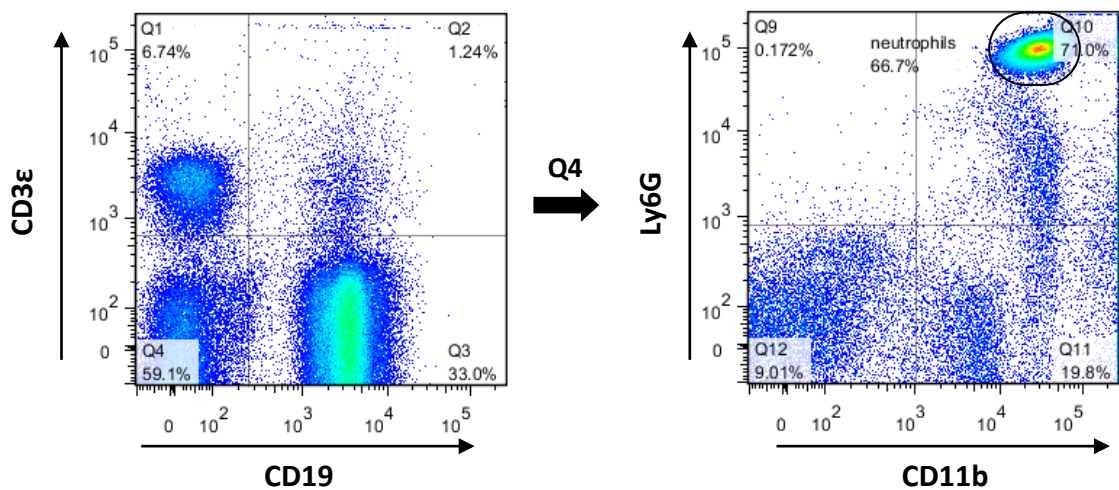 Q1
6.74%
Q2
1.24%
10^5
10^4
10^3
10^2
0
Q4
59.1%
Q3
33.0%
0 10^2 10^3 10^4 10^5
CD3ε
CD19
Q4
Q9
0.172%
neutrophils
66.7%
Q10
71.0%
10^5
10^4
10^3
10^2
0
Q12
9.01%
Q11
19.8%
0 10^2 10^3 10^4 10^5
Ly6G
CD11b